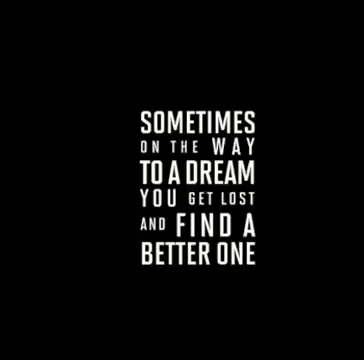 SOMETIMES
ON THE WAY
TO A DREAM
YOU GET LOST
AND FIND A
BETTER ONE